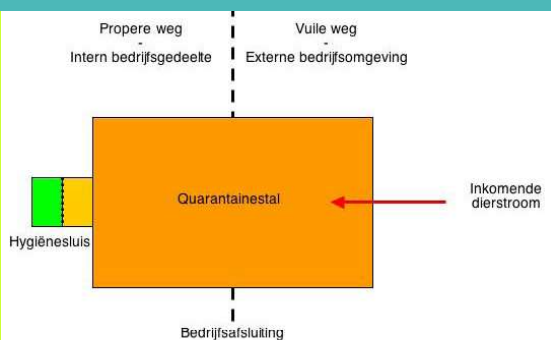 Propere weg
-
Intern bedrijfsgedeelte
Vuile weg
-
Externe bedrijfsomgeving
Quarantainestal
Inkomende
dierstroom
Hygiënesluis
Bedrijfsafsluiting